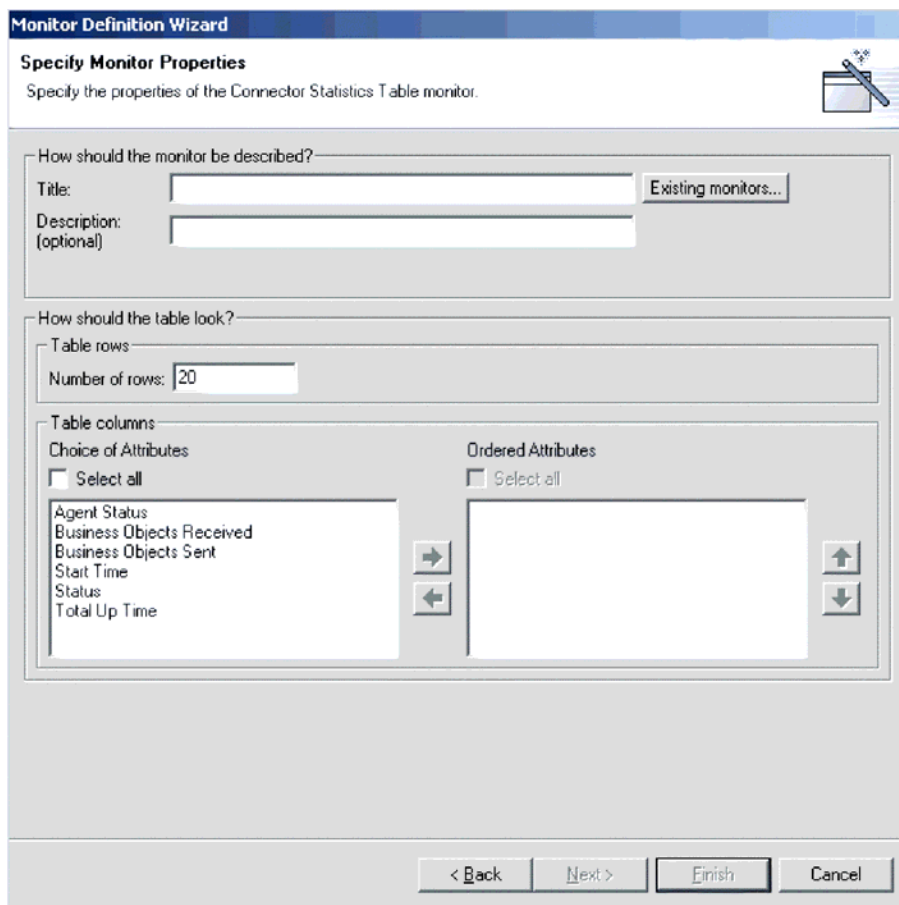 Monitor Definition Wizard
Specify Monitor Properties
Specify the properties of the Connector Statistics Table monitor.
How should the monitor be described?
Title:
Existing monitors...
Description:
(optional)
How should the table look?
Table rows
Number of rows: 20
Table columns
Choice of Attributes
Ordered Attributes
Select all
Select all
Agent Status
Business Objects Received
Business Objects Sent
Start Time
Status
Total Up Time
< Back
Next >
Finish
Cancel